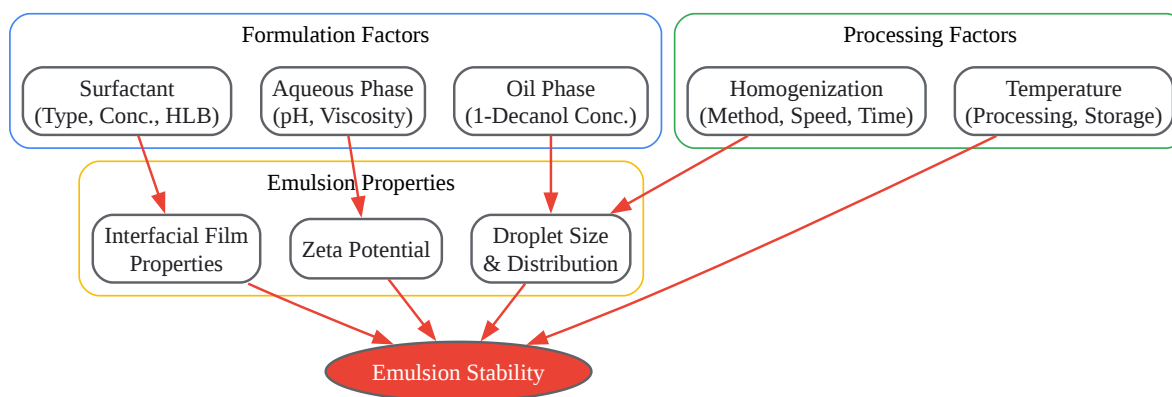 Formulation Factors
Processing Factors
Surfactant
(Type, Conc., HLB)
Aqueous Phase
(pH, Viscosity)
Oil Phase
(1-Decanol Conc.)
Homogenization
(Method, Speed, Time)
Temperature
(Processing, Storage)
Emulsion Properties
Interfacial Film
Properties
Zeta Potential
Droplet Size
& Distribution
Emulsion Stability